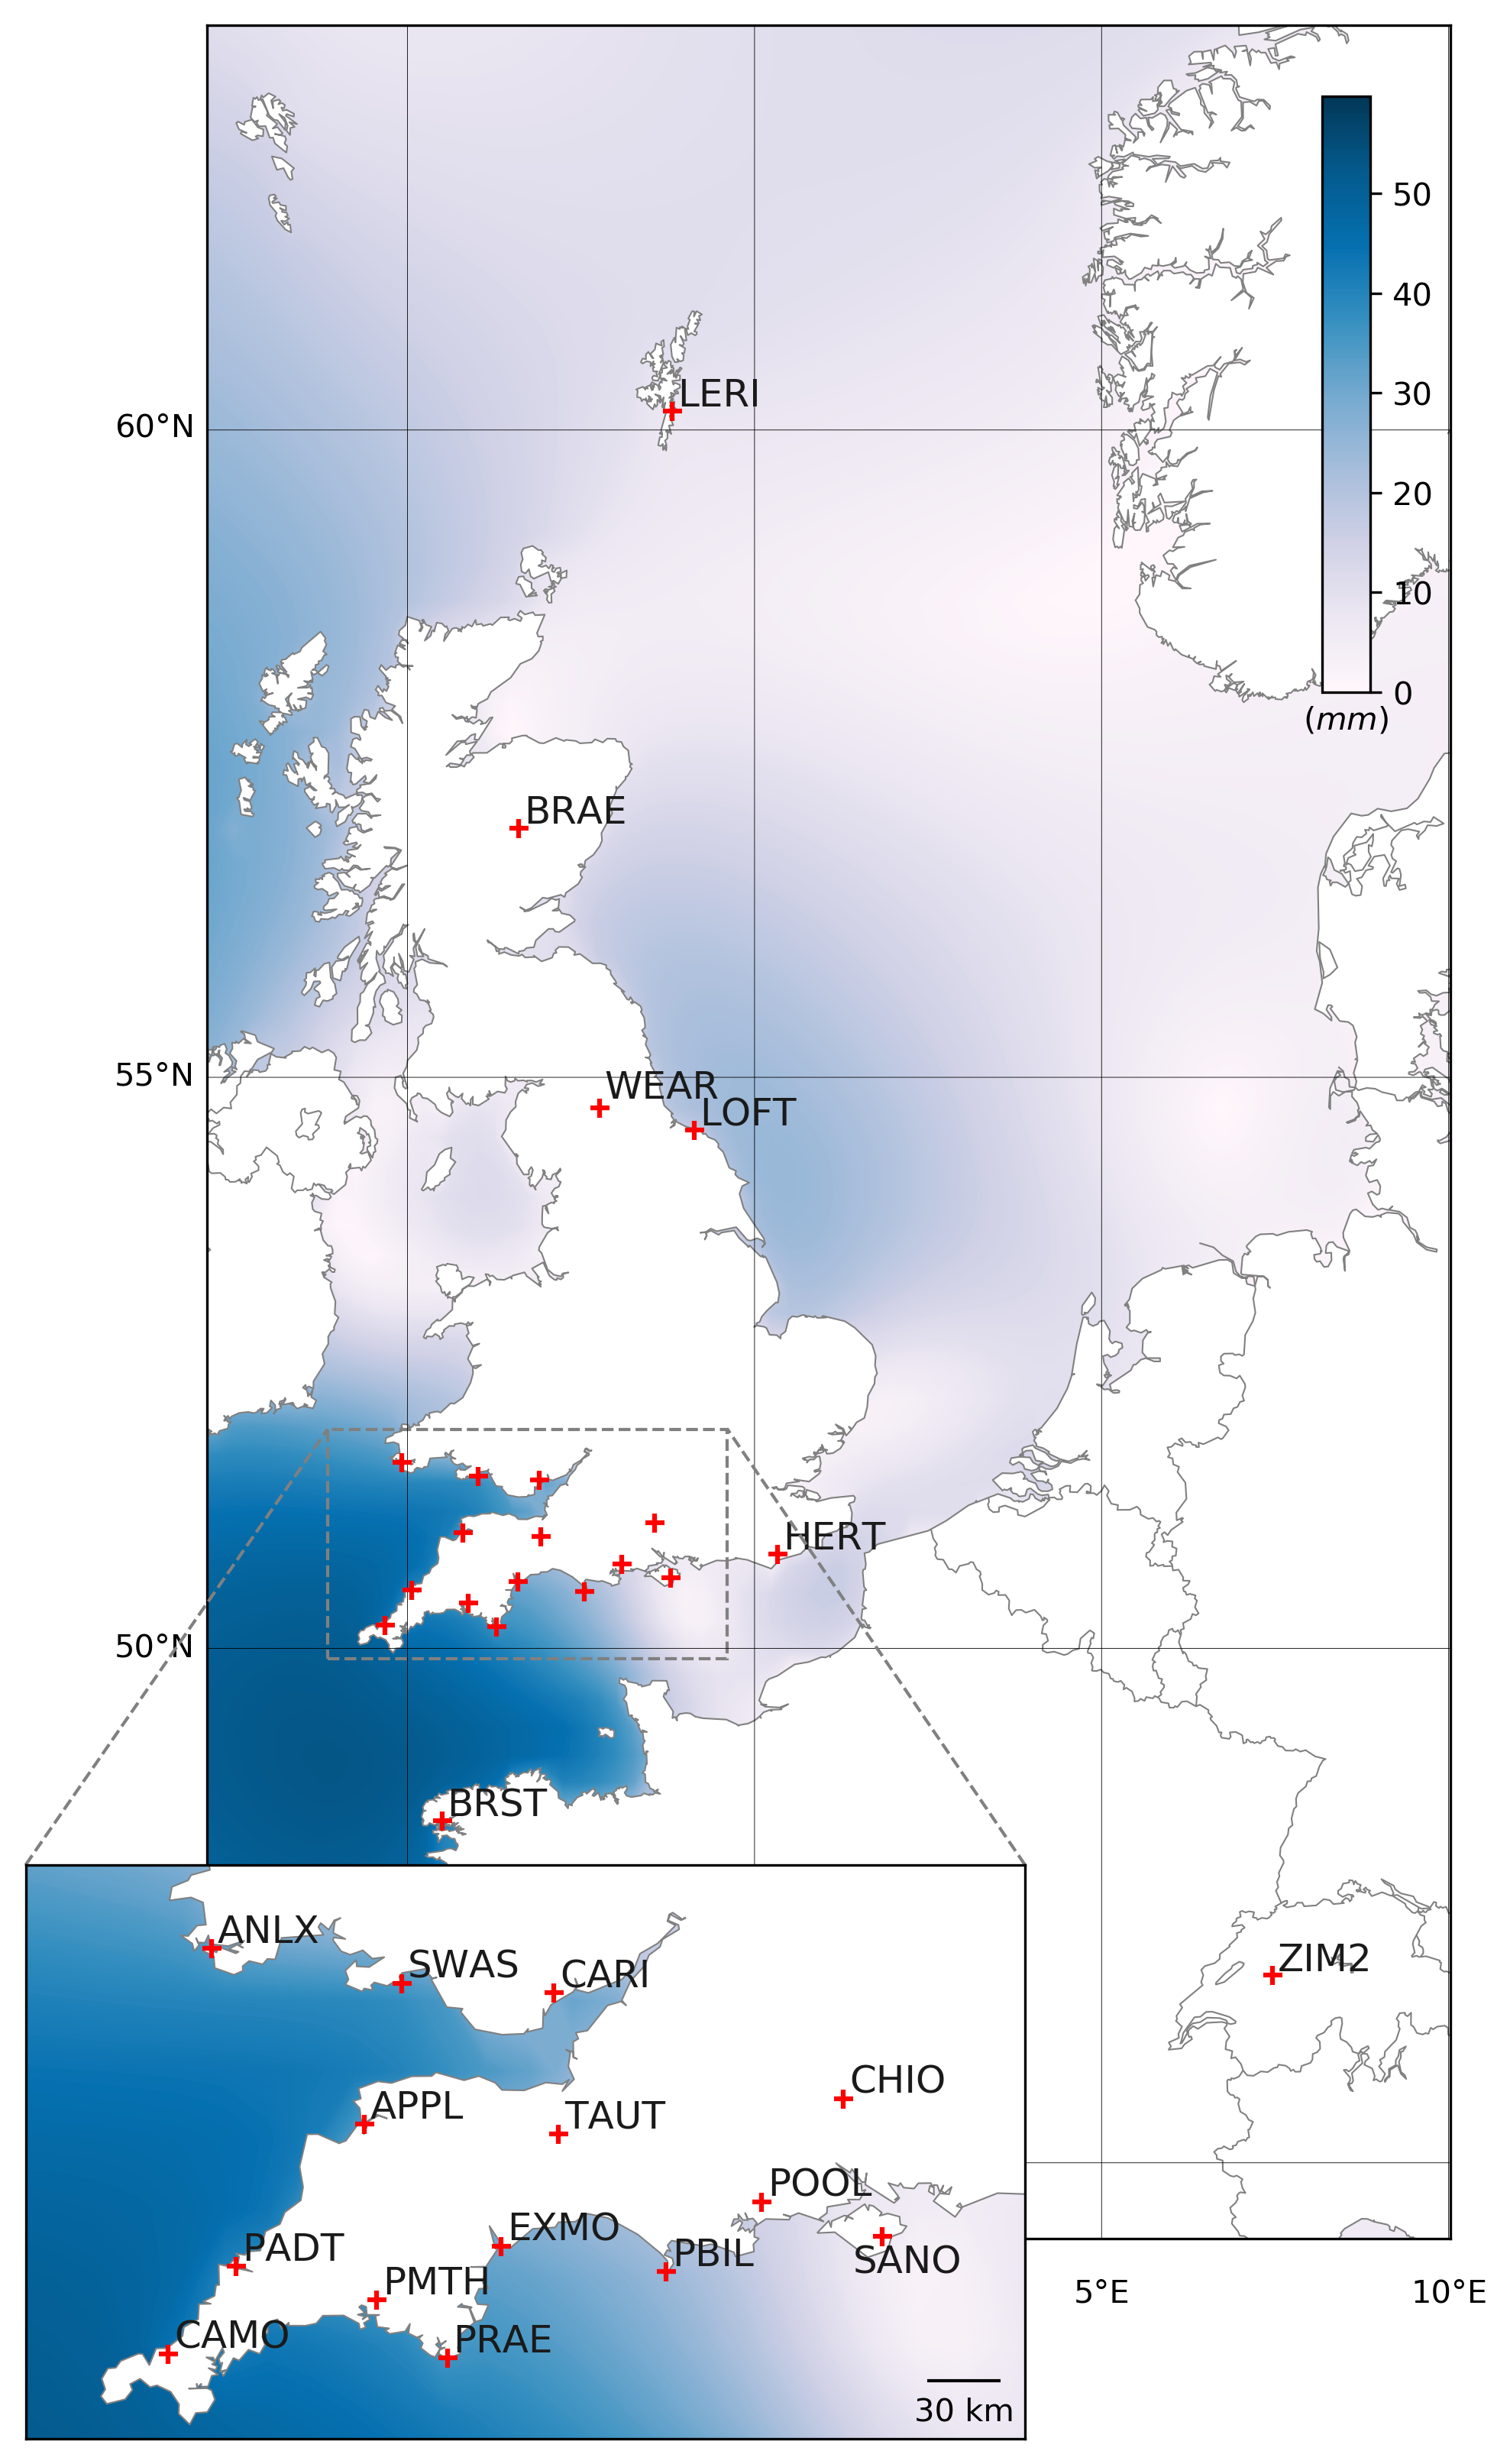 50
40
30
20
10
0
(mm)
LERI
60°N
BRAE
WEAR
LOFT
55°N
HERT
50°N
BRST
ZIM2
ANLX
SWAS
CARI
CHIO
APPL
TAUT
POOL
EXMO
PADT
PBIL
SANO
PMTH
CAMO
PRAE
30 km
5°E
10°E